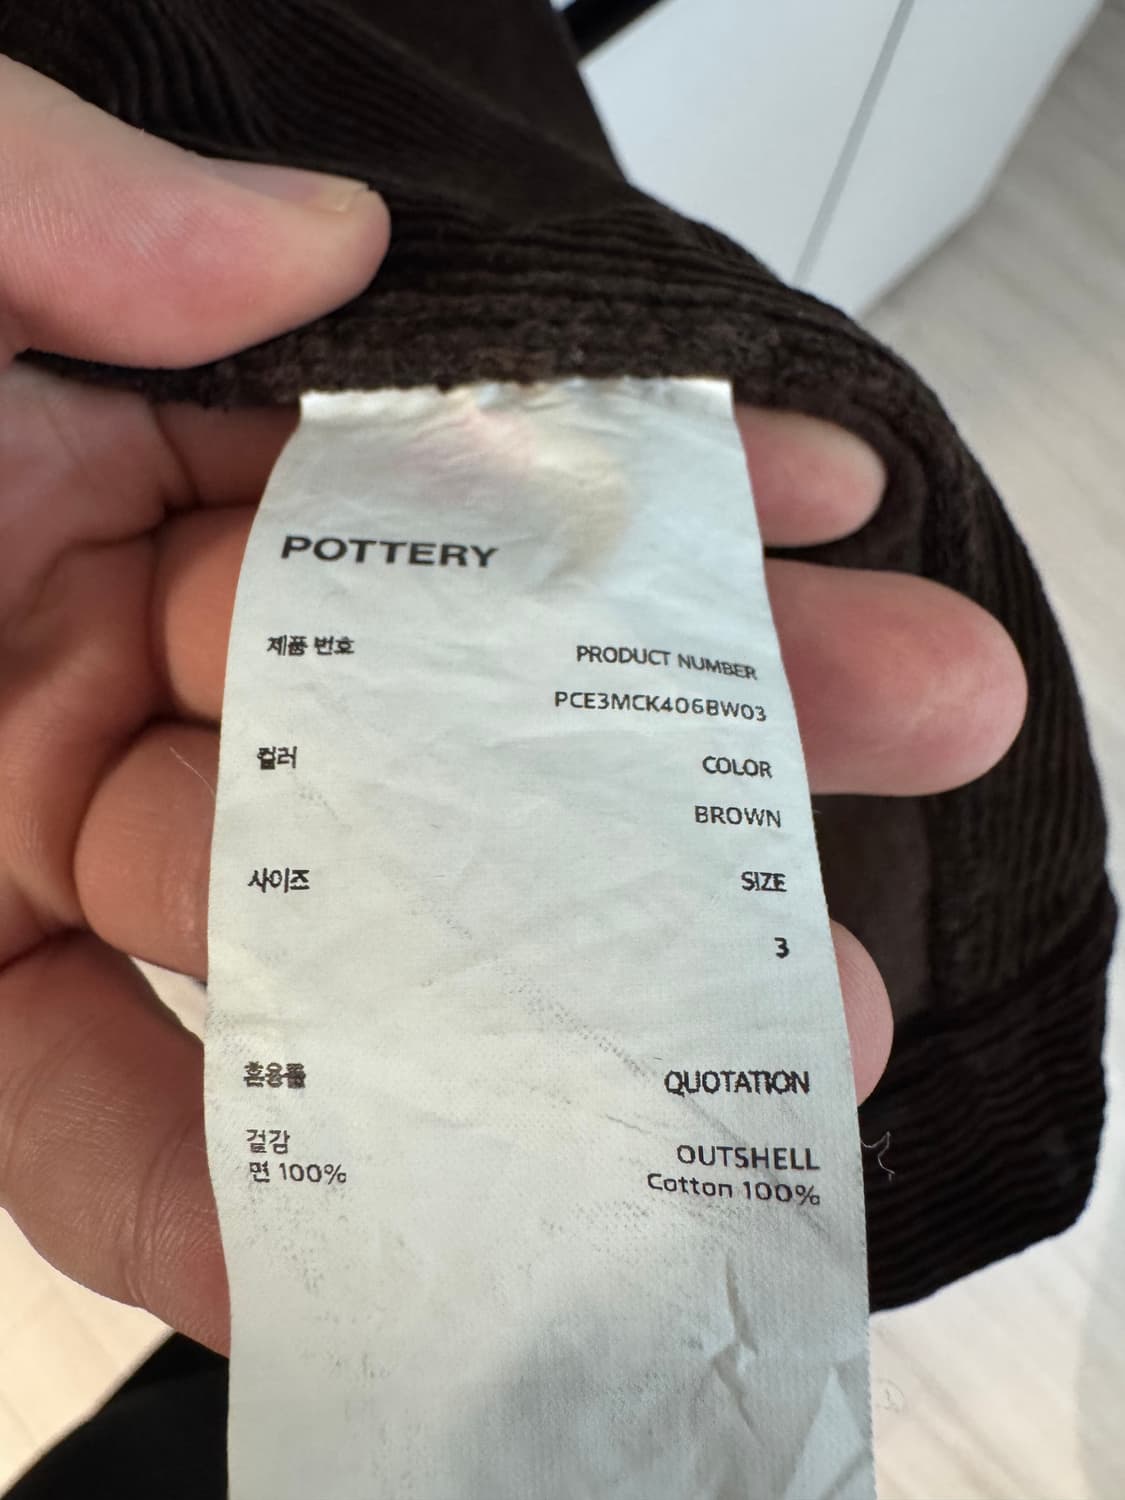 POTTERY
제품 번호 PRODUCT NUMBER
PCE3MCK406BW03
컬러 COLOR
BROWN
사이즈 SIZE
3
혼용률 QUOTATION
겉감 OUTSHELL
면 100% Cotton 100%